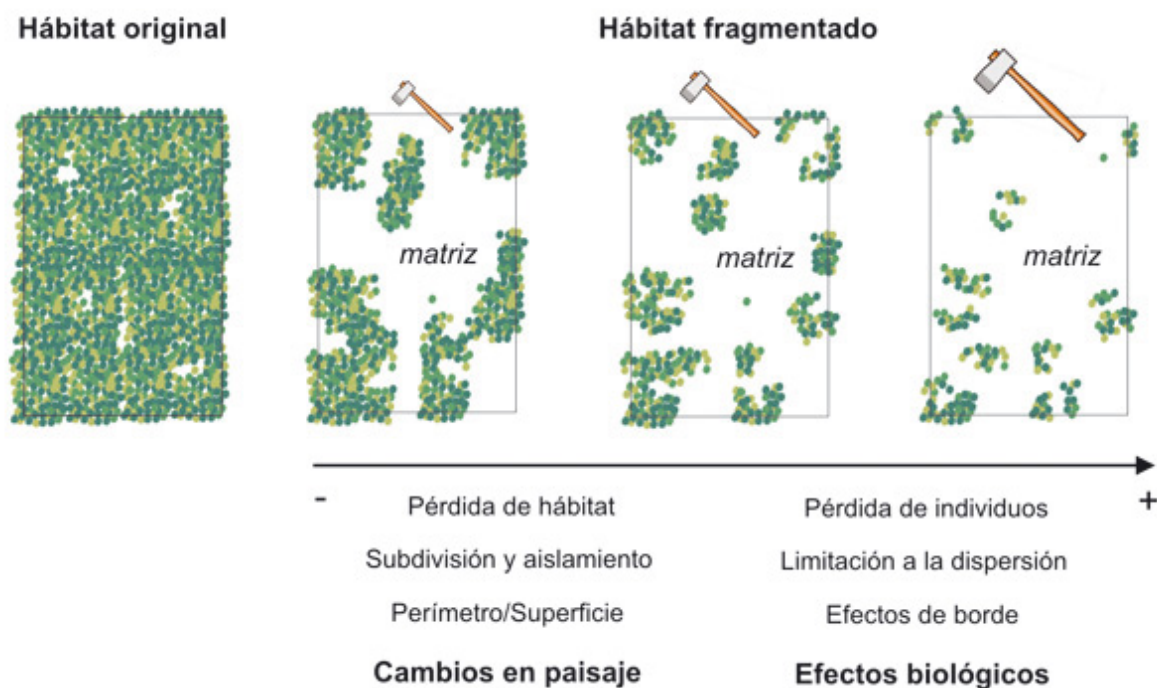 Hábitat original
Hábitat fragmentado
matriz
matriz
matriz
- +
Pérdida de hábitat
Pérdida de individuos
Subdivisión y aislamiento
Limitación a la dispersión
Perímetro/Superficie
Efectos de borde
Cambios en paisaje
Efectos biológicos